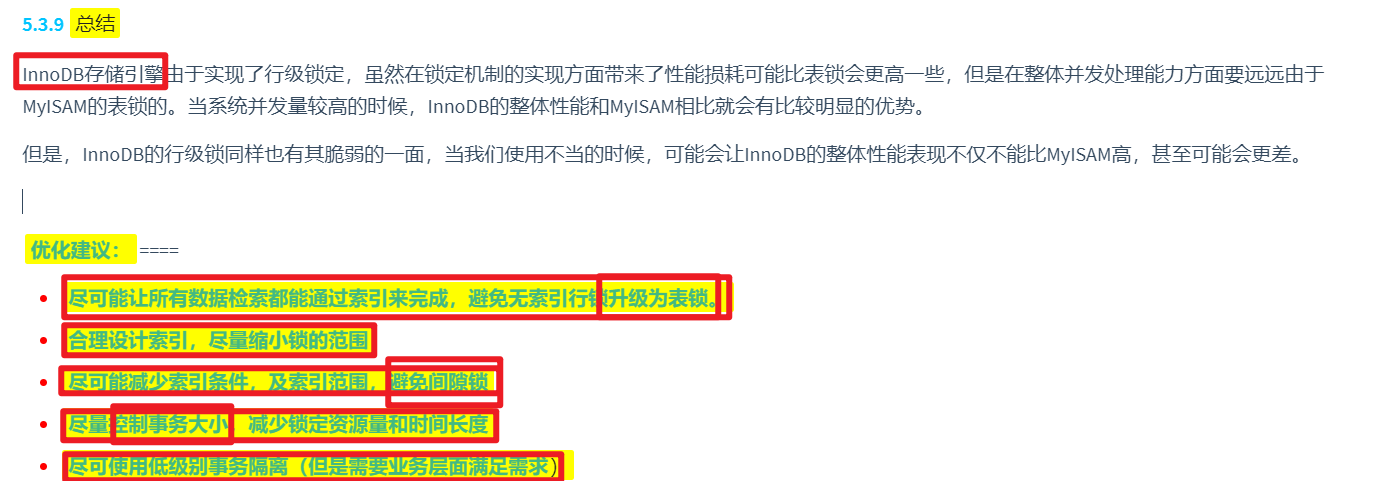 5.3.9 总结
InnoDB存储引擎由于实现了行级锁定，虽然在锁定机制的实现方面带来了性能损耗可能比表锁会更高一些，但是在整体并发处理能力方面要远远由于
MyISAM的表锁的。当系统并发量较高的时候，InnoDB的整体性能和MyISAM相比就会有比较明显的优势。
但是，InnoDB的行级锁同样也有其脆弱的一面，当我们使用不当的时候，可能会让InnoDB的整体性能表现不仅不能比MyISAM高，甚至可能会更差。
优化建议： ====
尽可能让所有数据检索都能通过索引来完成，避免无索引行锁升级为表锁。
合理设计索引，尽量缩小锁的范围
尽可能减少索引条件，及索引范围，避免间隙锁
尽量控制事务大小，减少锁定资源量和时间长度
尽可使用低级别事务隔离（但是需要业务层面满足需求）